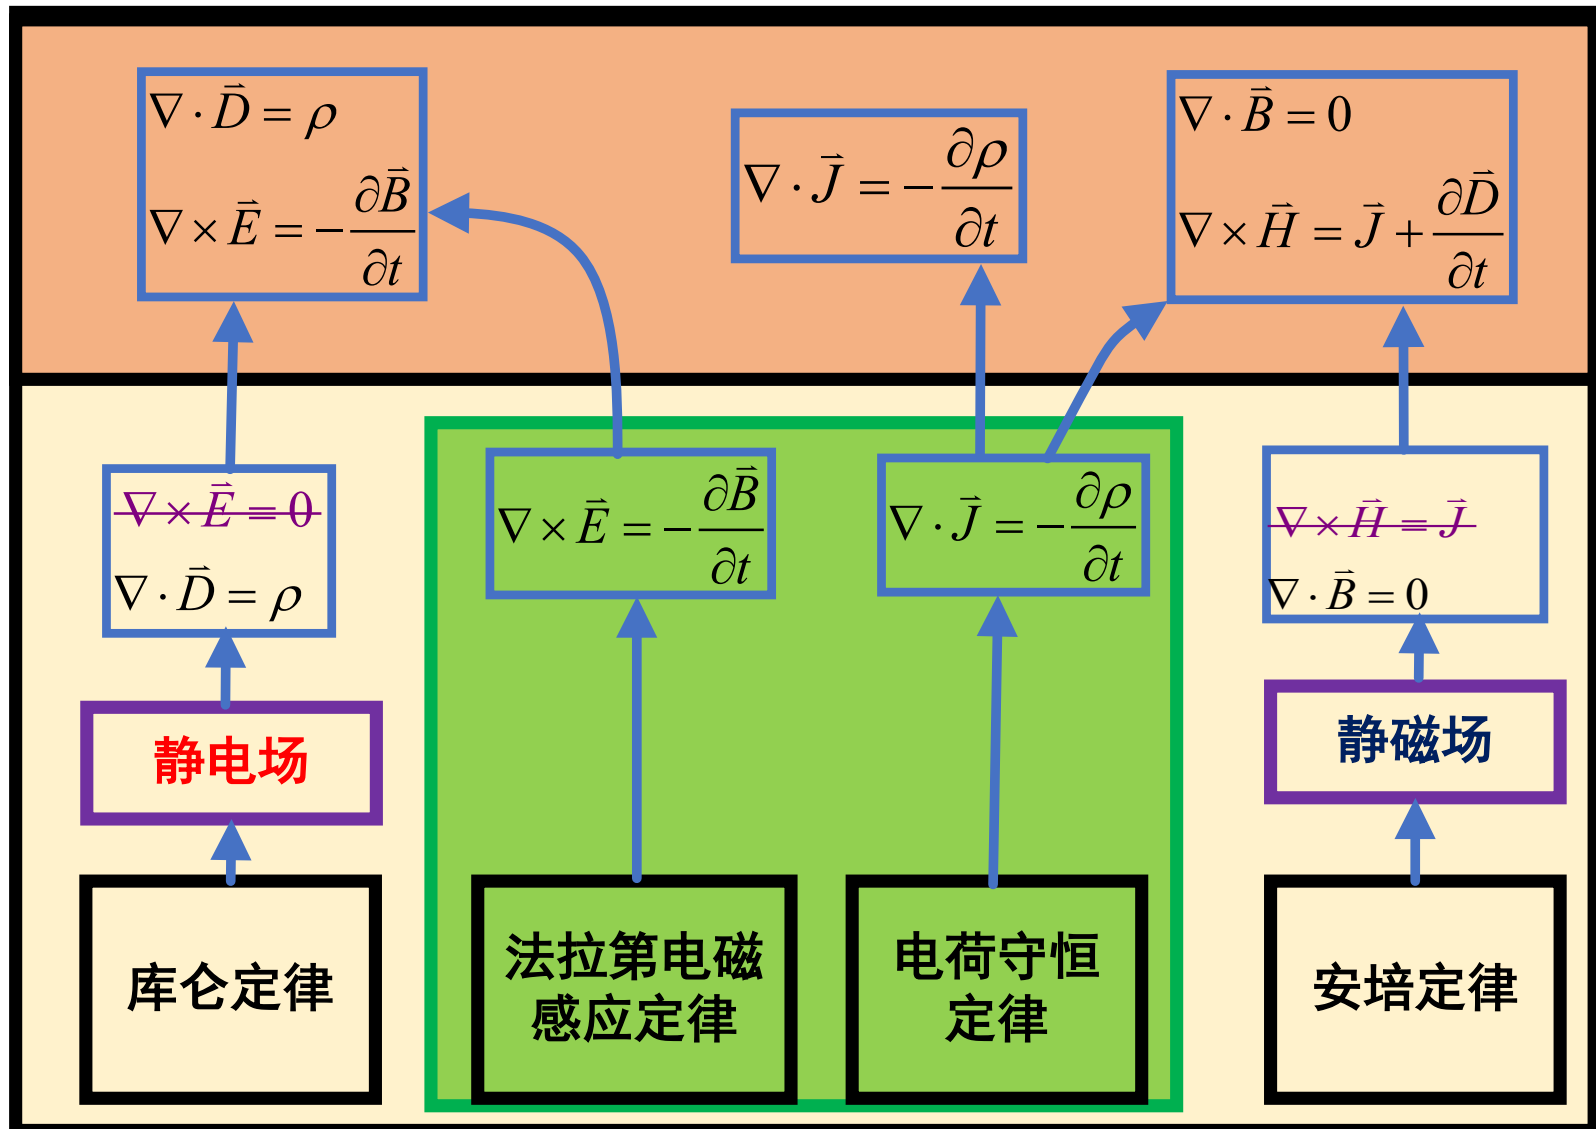 ∇·D⃗ = ρ
∇×E⃗ = −∂B⃗/∂t
∇·J⃗ = −∂ρ/∂t
∇·B⃗ = 0
∇×H⃗ = J⃗ + ∂D⃗/∂t
∇×E⃗ = 0
∇·D⃗ = ρ
∇×E⃗ = −∂B⃗/∂t
∇·J⃗ = −∂ρ/∂t
∇×H⃗ = J⃗
∇·B⃗ = 0
静电场
静磁场
库仑定律
法拉第电磁
感应定律
电荷守恒
定律
安培定律